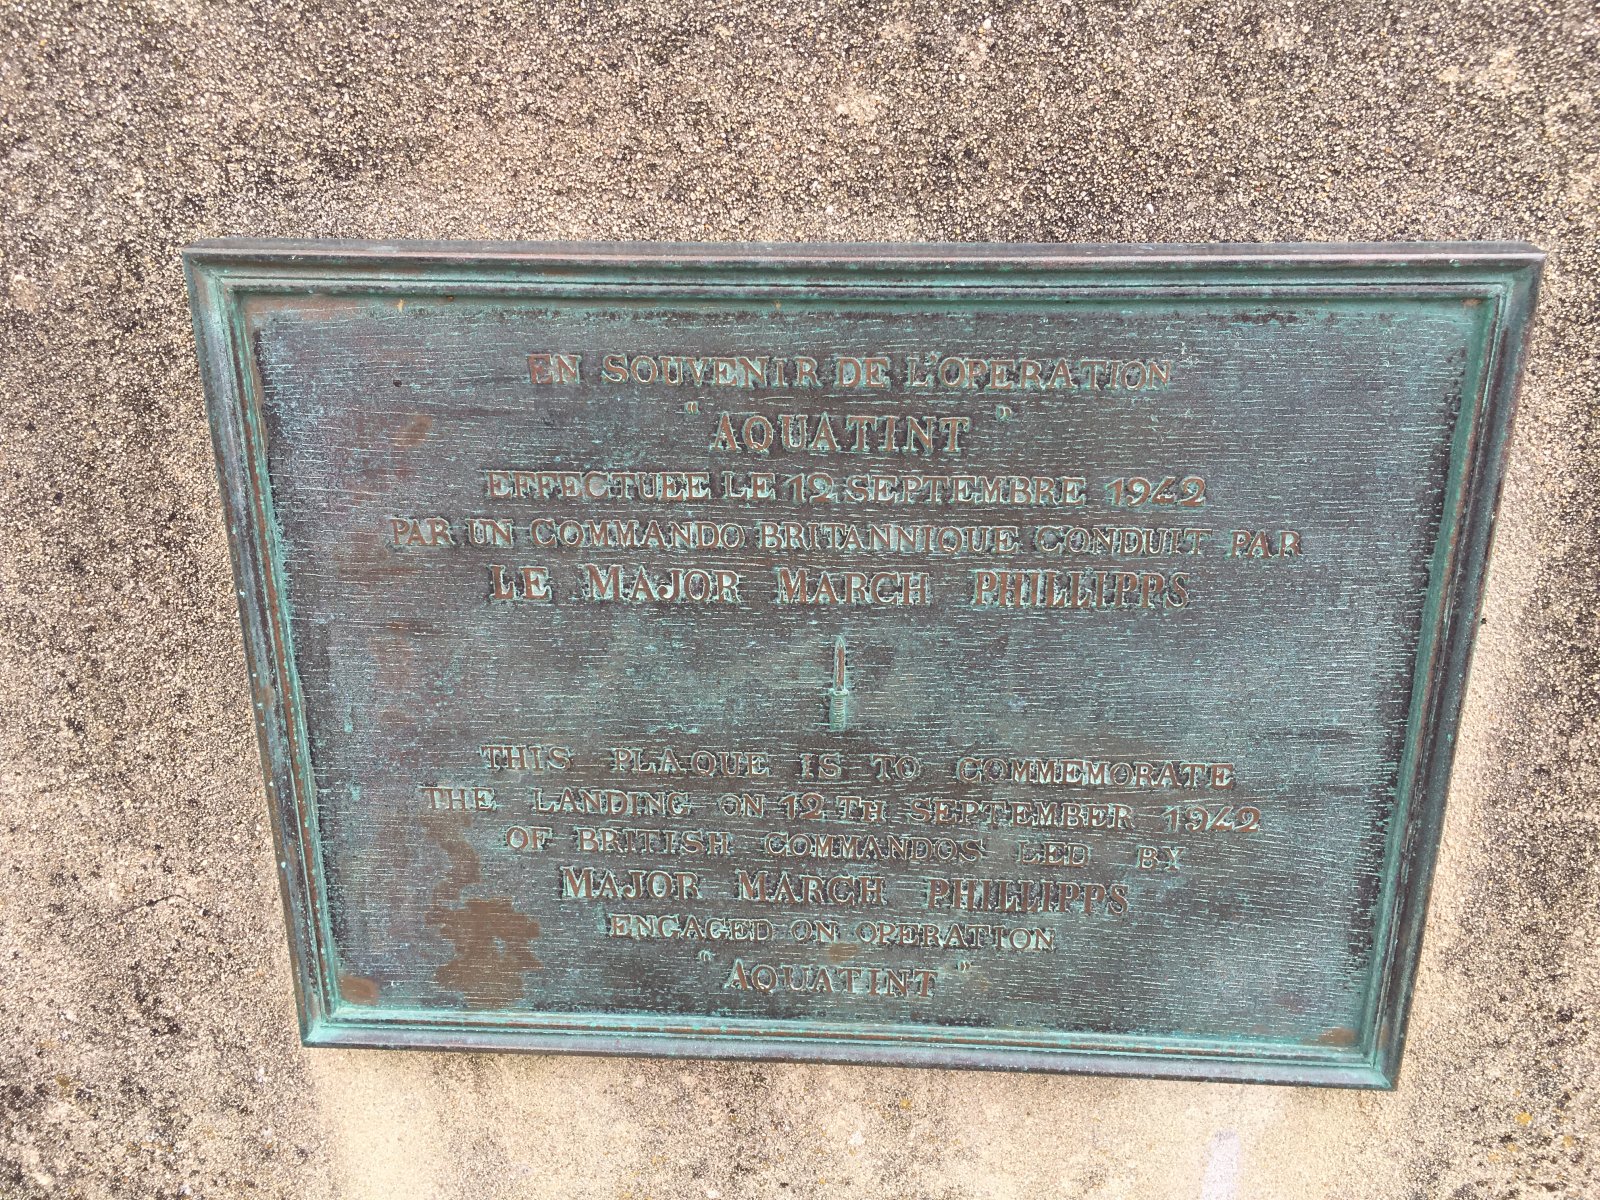 EN SOUVENIR DE L'OPERATION
"AQUATINT"
EFFECTUEE LE 12 SEPTEMBRE 1942
PAR UN COMMANDO BRITANNIQUE CONDUIT PAR
LE MAJOR MARCH PHILLIPPS
THIS PLAQUE IS TO COMMEMORATE
THE LANDING ON 12TH SEPTEMBER 1942
OF BRITISH COMMANDOS LED BY
MAJOR MARCH PHILLIPPS
ENGAGED ON OPERATION
"AQUATINT"